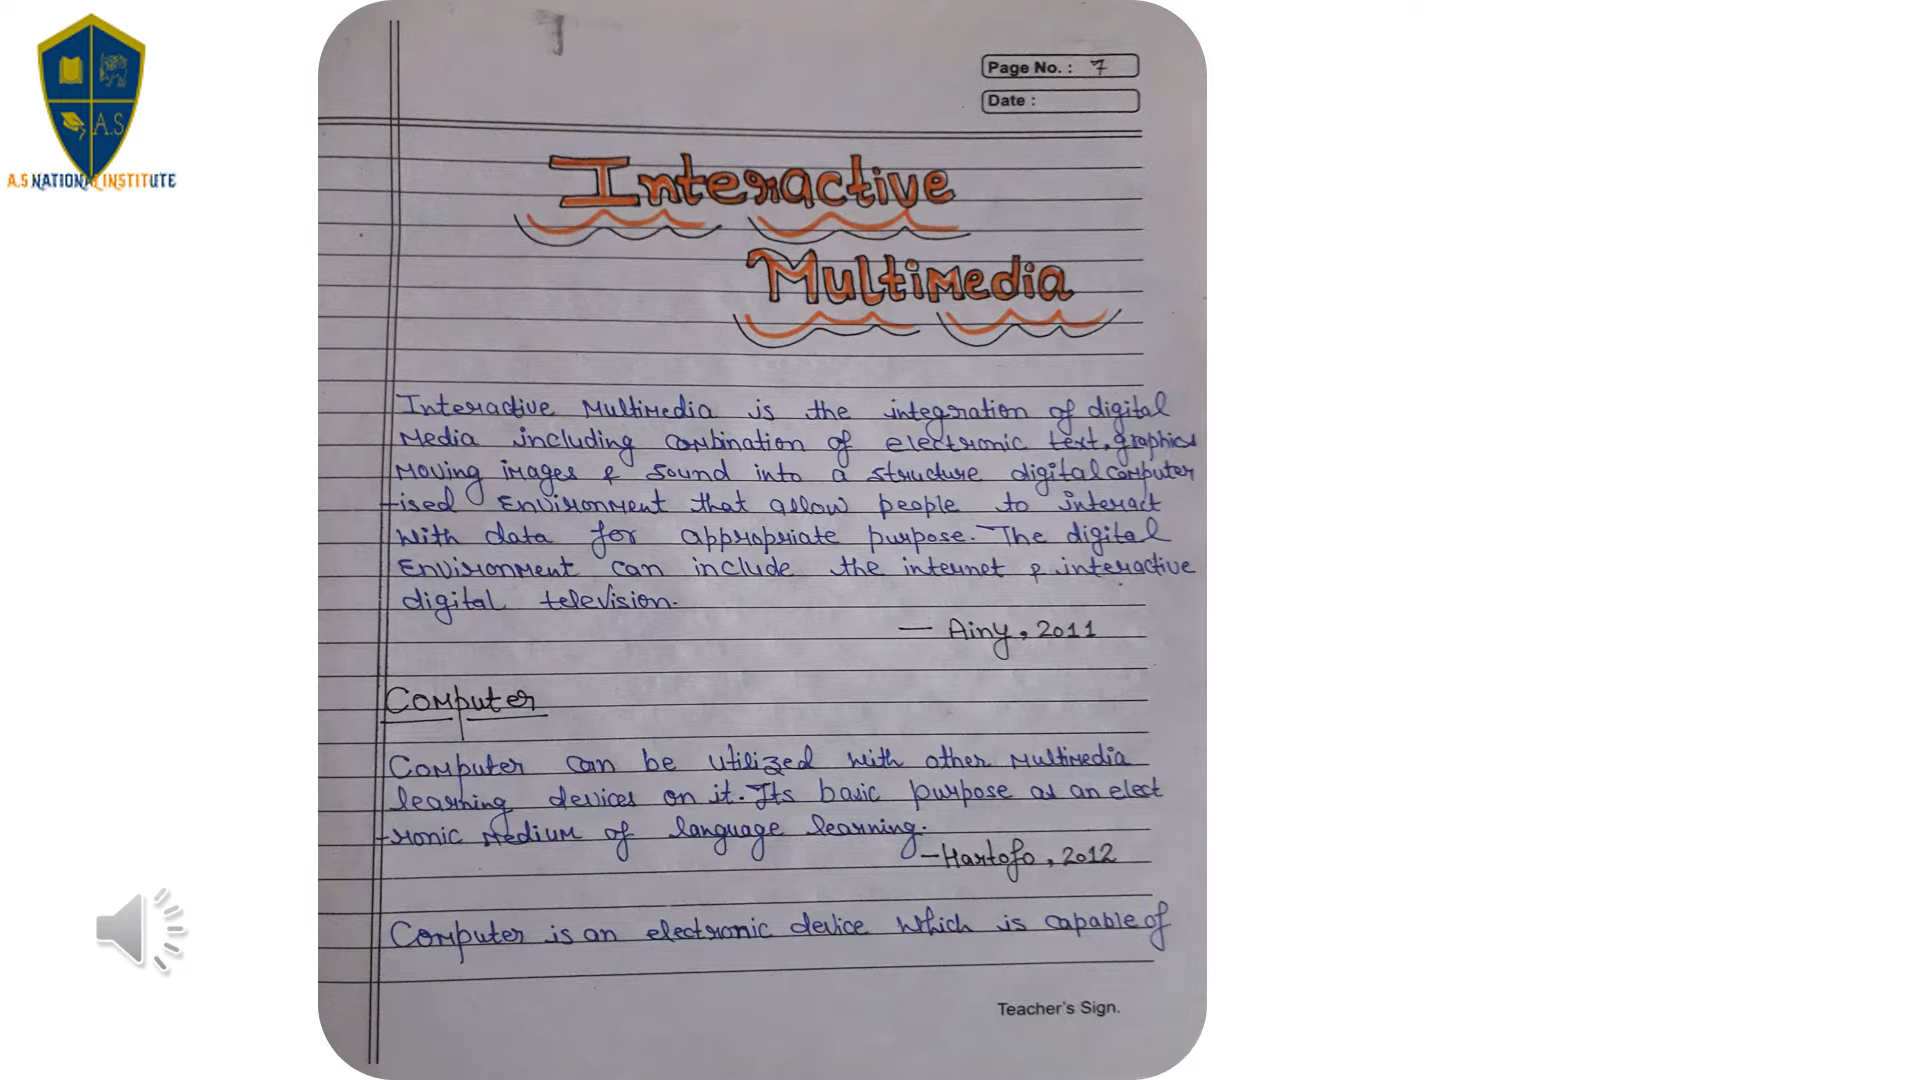 A.S
A.S NATIONAL INSTITUTE
Page No. : 7
Date :
Interactive
Multimedia
Interactive Multimedia is the integration of digital
Media including combination of electronic text, graphics
Moving images & sound into a structure digital computer
-ised Environment that allow people to interact
with data for appropriate purpose. The digital
Environment can include the internet & interactive
digital television.
— Ainy, 2011
Computer
Computer can be utilized with other Multimedia
learning devices on it. Its basic purpose as an elect
-ronic Medium of language learning.
-Hartofo, 2012
Computer is an electronic device which is capable of
Teacher's Sign.